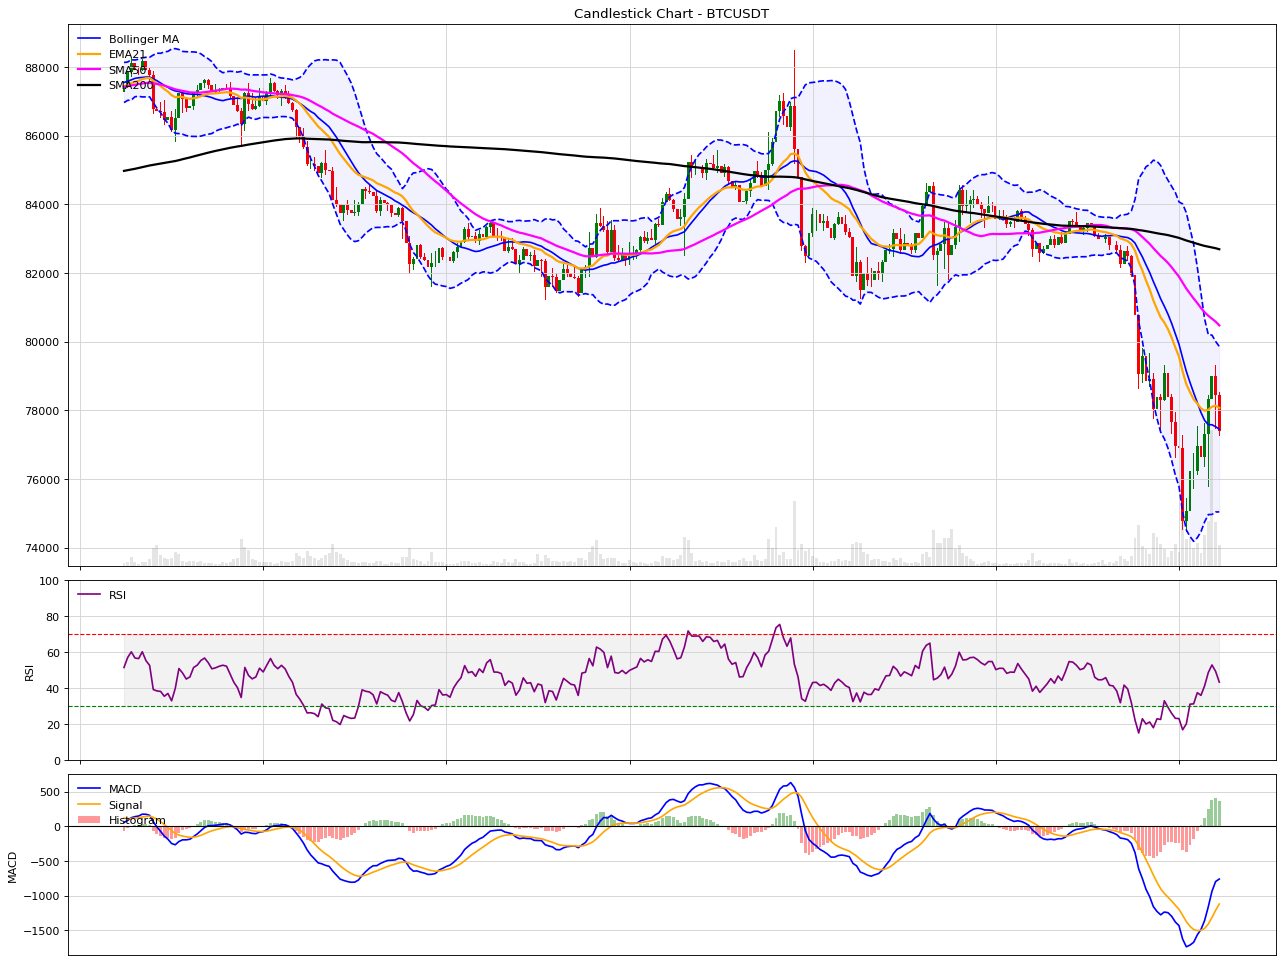 Candlestick Chart - BTCUSDT
Bollinger MA
EMA21
SMA50
SMA200
88000
86000
84000
82000
80000
78000
76000
74000
RSI
100
80
60
40
20
0
RSI
MACD
Signal
Histogram
500
0
−500
−1000
−1500
MACD